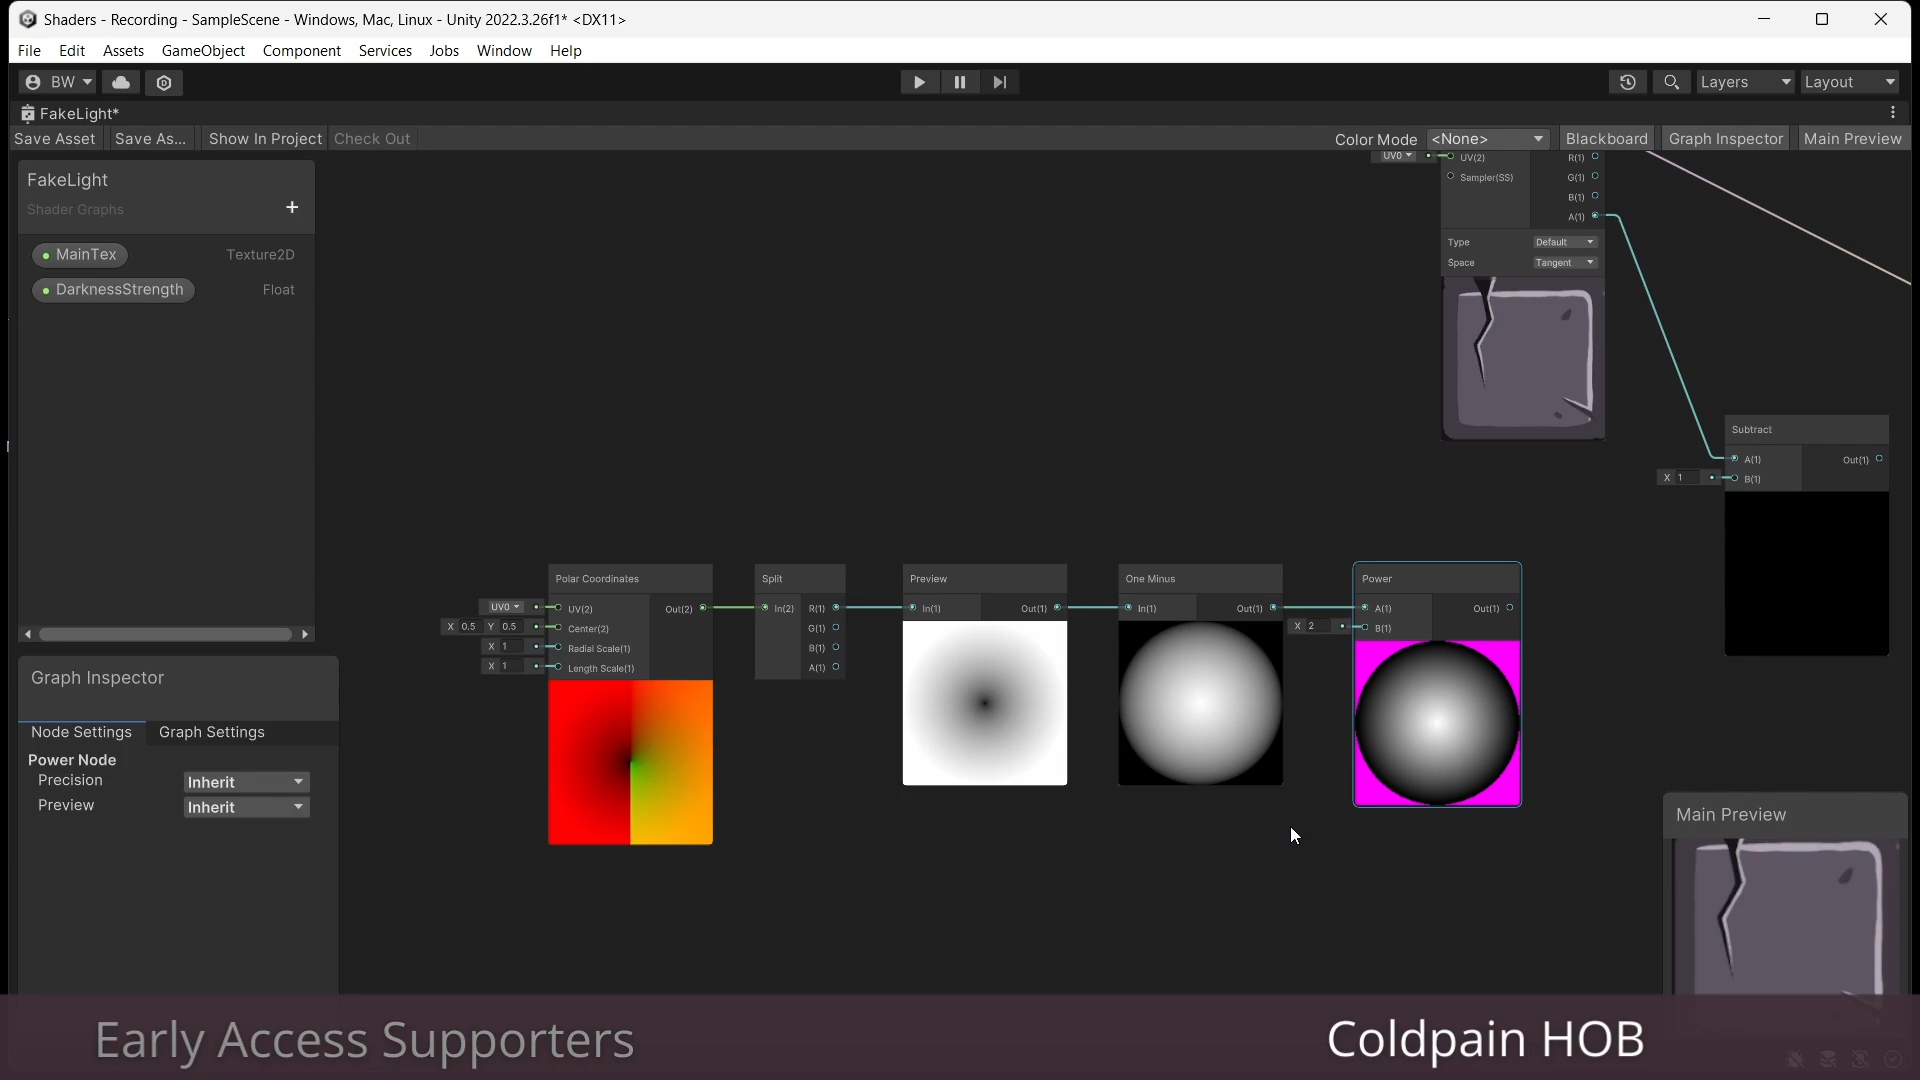 Shaders - Recording - SampleScene - Windows, Mac, Linux - Unity 2022.3.26f1* <DX11>
File Edit Assets GameObject Component Services Jobs Window Help
BW
Layers
Layout
FakeLight*
Save Asset
Save As...
Show In Project
Check Out
Color Mode
<None>
Blackboard
Graph Inspector
Main Preview
FakeLight
Shader Graphs
+
MainTex
Texture2D
DarknessStrength
Float
UV0
UV(2)
R(1)
Sampler(SS)
G(1)
B(1)
A(1)
Type
Default
Space
Tangent
Subtract
A(1)
Out(1)
X 1
B(1)
Polar Coordinates
UV0
UV(2)
Out(2)
X 0.5 Y 0.5
Center(2)
X 1
Radial Scale(1)
X 1
Length Scale(1)
Split
In(2)
R(1)
G(1)
B(1)
A(1)
Preview
In(1)
Out(1)
One Minus
In(1)
Out(1)
Power
A(1)
Out(1)
X 2
B(1)
Graph Inspector
Node Settings
Graph Settings
Power Node
Precision
Inherit
Preview
Inherit
Main Preview
Early Access Supporters
Coldpain HOB